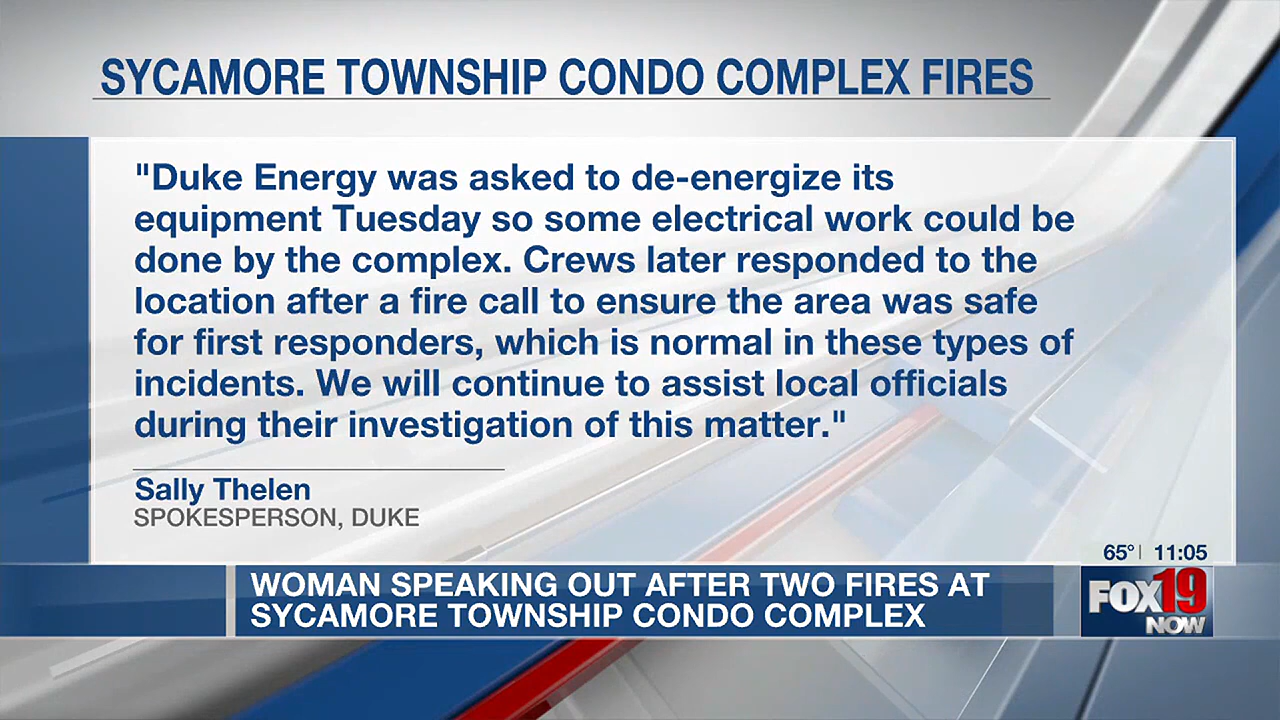 SYCAMORE TOWNSHIP CONDO COMPLEX FIRES
"Duke Energy was asked to de-energize its
equipment Tuesday so some electrical work could be
done by the complex. Crews later responded to the
location after a fire call to ensure the area was safe
for first responders, which is normal in these types of
incidents. We will continue to assist local officials
during their investigation of this matter."
Sally Thelen
SPOKESPERSON, DUKE
65° 11:05
WOMAN SPEAKING OUT AFTER TWO FIRES AT
SYCAMORE TOWNSHIP CONDO COMPLEX
FOX19
NOW